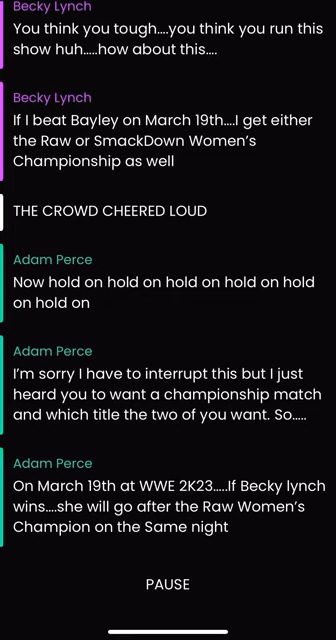 Becky Lynch
You think you tough....you think you run this
show huh.....how about this....
Becky Lynch
If I beat Bayley on March 19th....I get either
the Raw or SmackDown Women's
Championship as well
THE CROWD CHEERED LOUD
Adam Perce
Now hold on hold on hold on hold on hold
on hold on
Adam Perce
I'm sorry I have to interrupt this but I just
heard you to want a championship match
and which title the two of you want. So.....
Adam Perce
On March 19th at WWE 2K23.....If Becky lynch
wins....she will go after the Raw Women's
Champion on the Same night
PAUSE